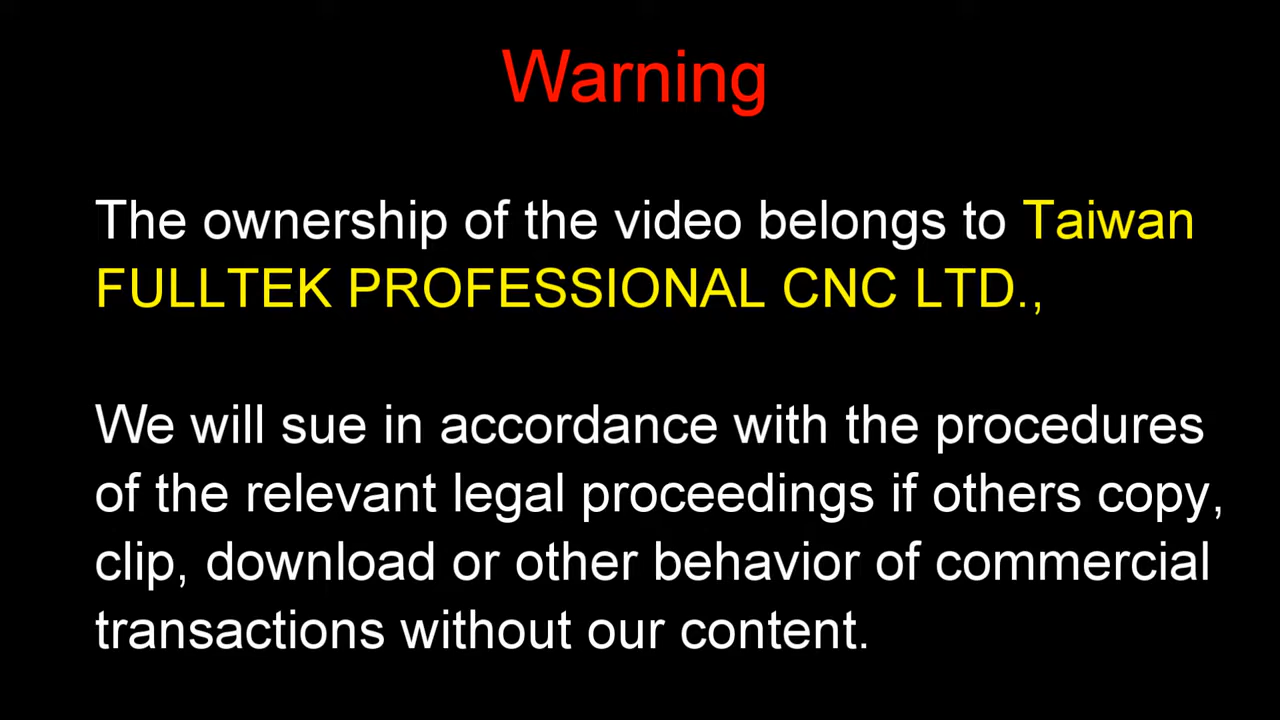 Warning
The ownership of the video belongs to Taiwan
FULLTEK PROFESSIONAL CNC LTD.,
We will sue in accordance with the procedures
of the relevant legal proceedings if others copy,
clip, download or other behavior of commercial
transactions without our content.